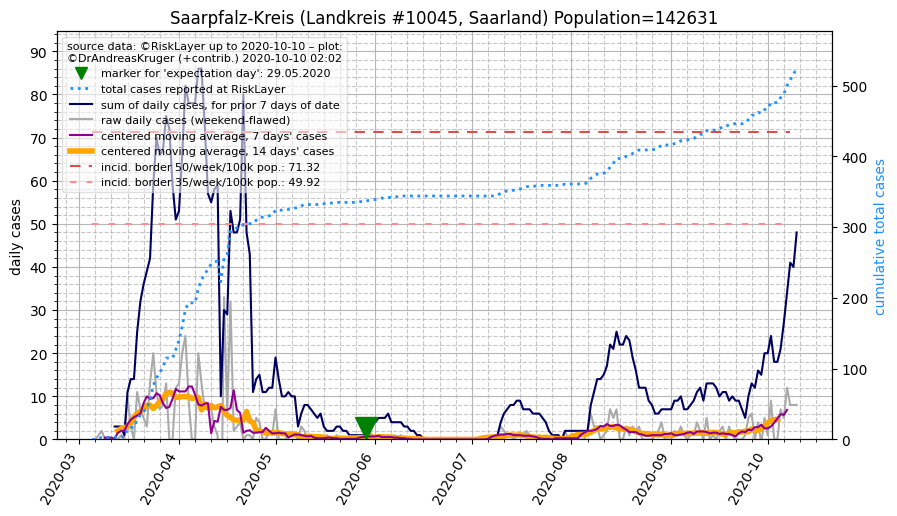 Saarpfalz-Kreis (Landkreis #10045, Saarland) Population=142631
source data: ©RiskLayer up to 2020-10-10 – plot:
©DrAndreasKruger (+contrib.) 2020-10-10 02:02
marker for 'expectation day': 29.05.2020
total cases reported at RiskLayer
sum of daily cases, for prior 7 days of date
raw daily cases (weekend-flawed)
centered moving average, 7 days' cases
centered moving average, 14 days' cases
incid. border 50/week/100k pop.: 71.32
incid. border 35/week/100k pop.: 49.92
daily cases
90
80
70
60
50
40
30
20
10
0
cumulative total cases
500
400
300
200
100
0
2020-03
2020-04
2020-05
2020-06
2020-07
2020-08
2020-09
2020-10